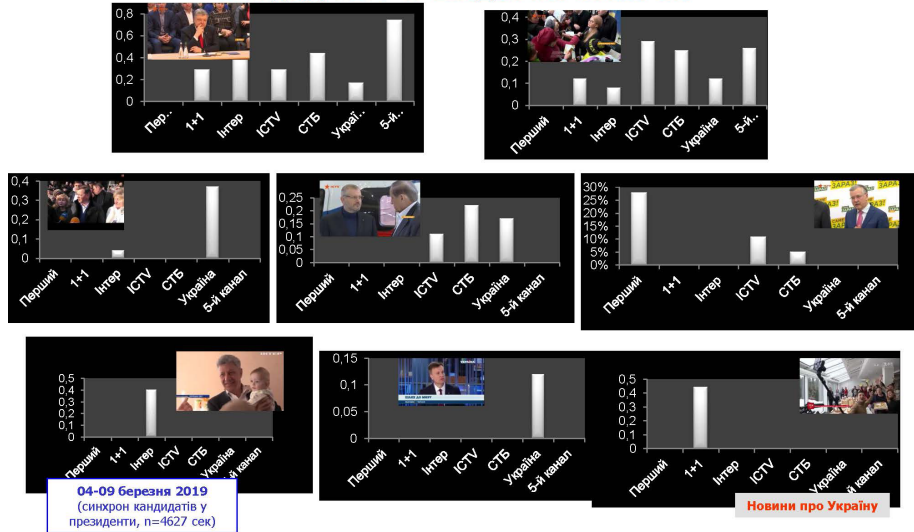 0,8
0,6
0,4
0,2
0
Пер..
1+1
Інтер
ICTV
СТБ
Украї..
5-й..
0,4
0,3
0,2
0,1
0
Перший
1+1
Інтер
ICTV
СТБ
Україна
5-й..
0,4
0,3
0,2
0,1
0
Перший
1+1
Інтер
ICTV
СТБ
Україна
5-й канал
0,25
0,2
0,15
0,1
0,05
0
Перший
1+1
Інтер
ICTV
СТБ
Україна
5-й канал
30%
25%
20%
15%
10%
5%
0%
ЗАРАЗ!
Перший
1+1
Інтер
ICTV
СТБ
Україна
5-й канал
0,5
0,4
0,3
0,2
0,1
0
Перший
1+1
Інтер
ICTV
СТБ
Україна
5-й канал
0,15
0,1
0,05
0
Перший
1+1
Інтер
ICTV
СТБ
Україна
5-й канал
0,5
0,4
0,3
0,2
0,1
0
Перший
1+1
Інтер
ICTV
СТБ
Україна
5-й канал
04-09 березня 2019
(синхрон кандидатів у
президенти, n=4627 сек)
Новини про Україну